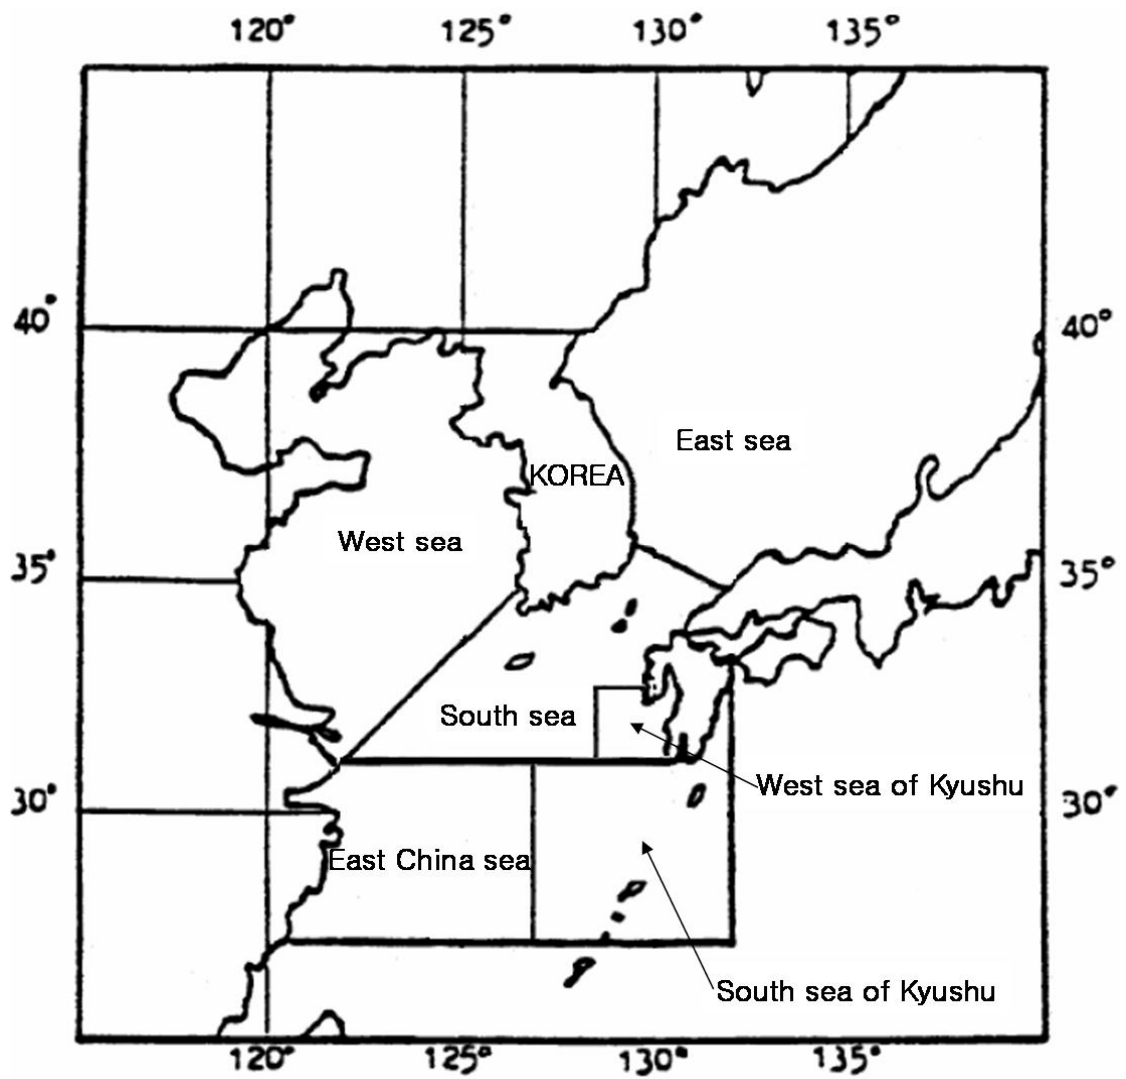 120° 125° 130° 135°
40° 40°
East sea
KOREA
West sea
35° 35°
South sea
West sea of Kyushu
30° 30°
East China sea
South sea of Kyushu
120° 125° 130° 135°